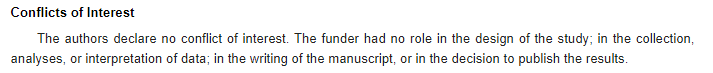 Conflicts of Interest
The authors declare no conflict of interest. The funder had no role in the design of the study; in the collection,
analyses, or interpretation of data; in the writing of the manuscript, or in the decision to publish the results.